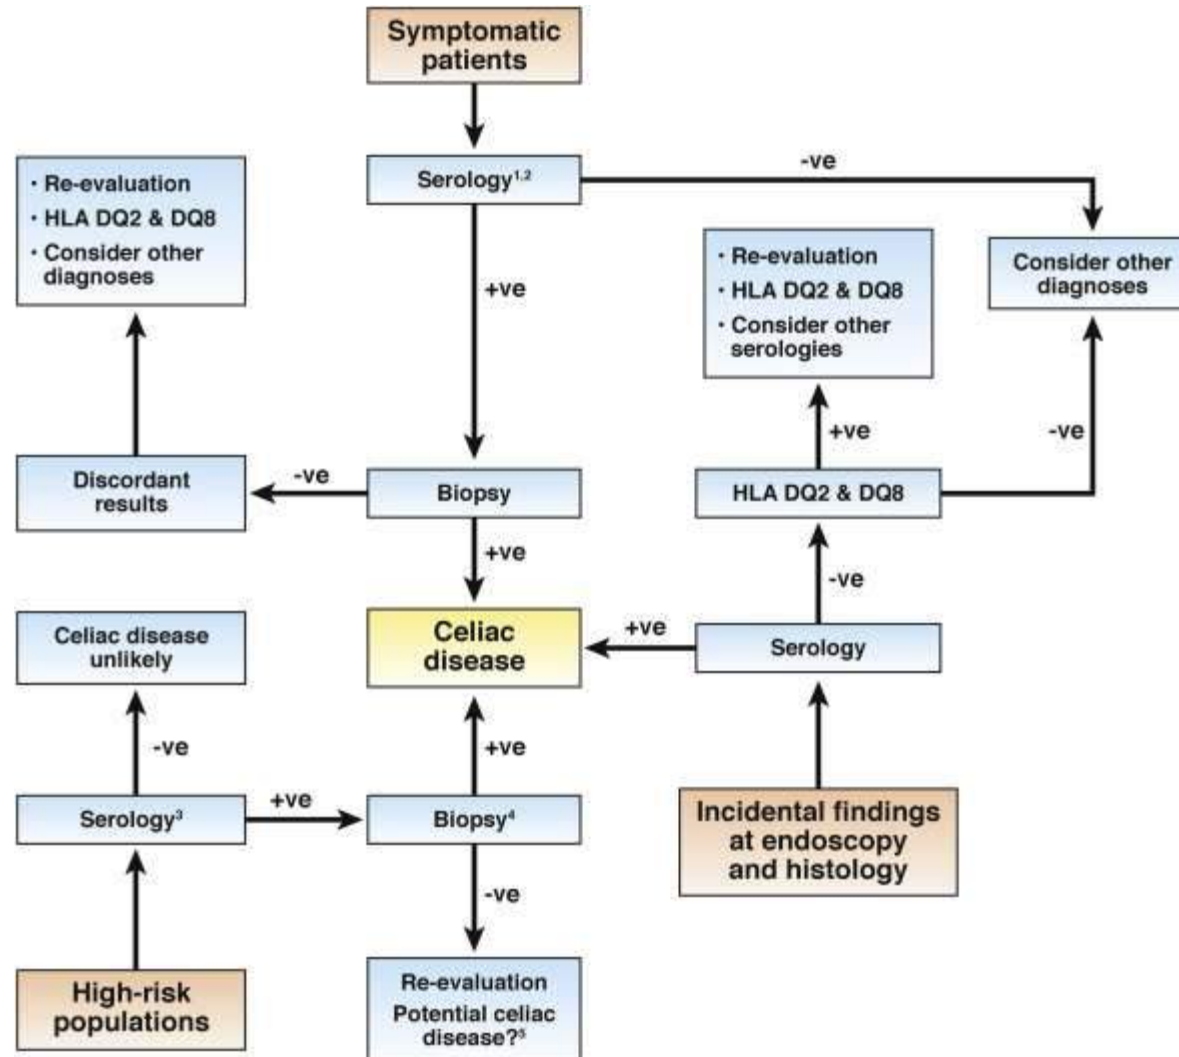 Symptomatic
patients
Serology1,2
-ve
• Re-evaluation
• HLA DQ2 & DQ8
• Consider other
diagnoses
+ve
• Re-evaluation
• HLA DQ2 & DQ8
• Consider other
serologies
Consider other
diagnoses
+ve
-ve
Discordant
results
-ve
Biopsy
HLA DQ2 & DQ8
+ve
-ve
Celiac disease
unlikely
Celiac
disease
+ve
Serology
-ve
+ve
Serology3
+ve
Biopsy4
Incidental findings
at endoscopy
and histology
-ve
High-risk
populations
Re-evaluation
Potential celiac
disease?5